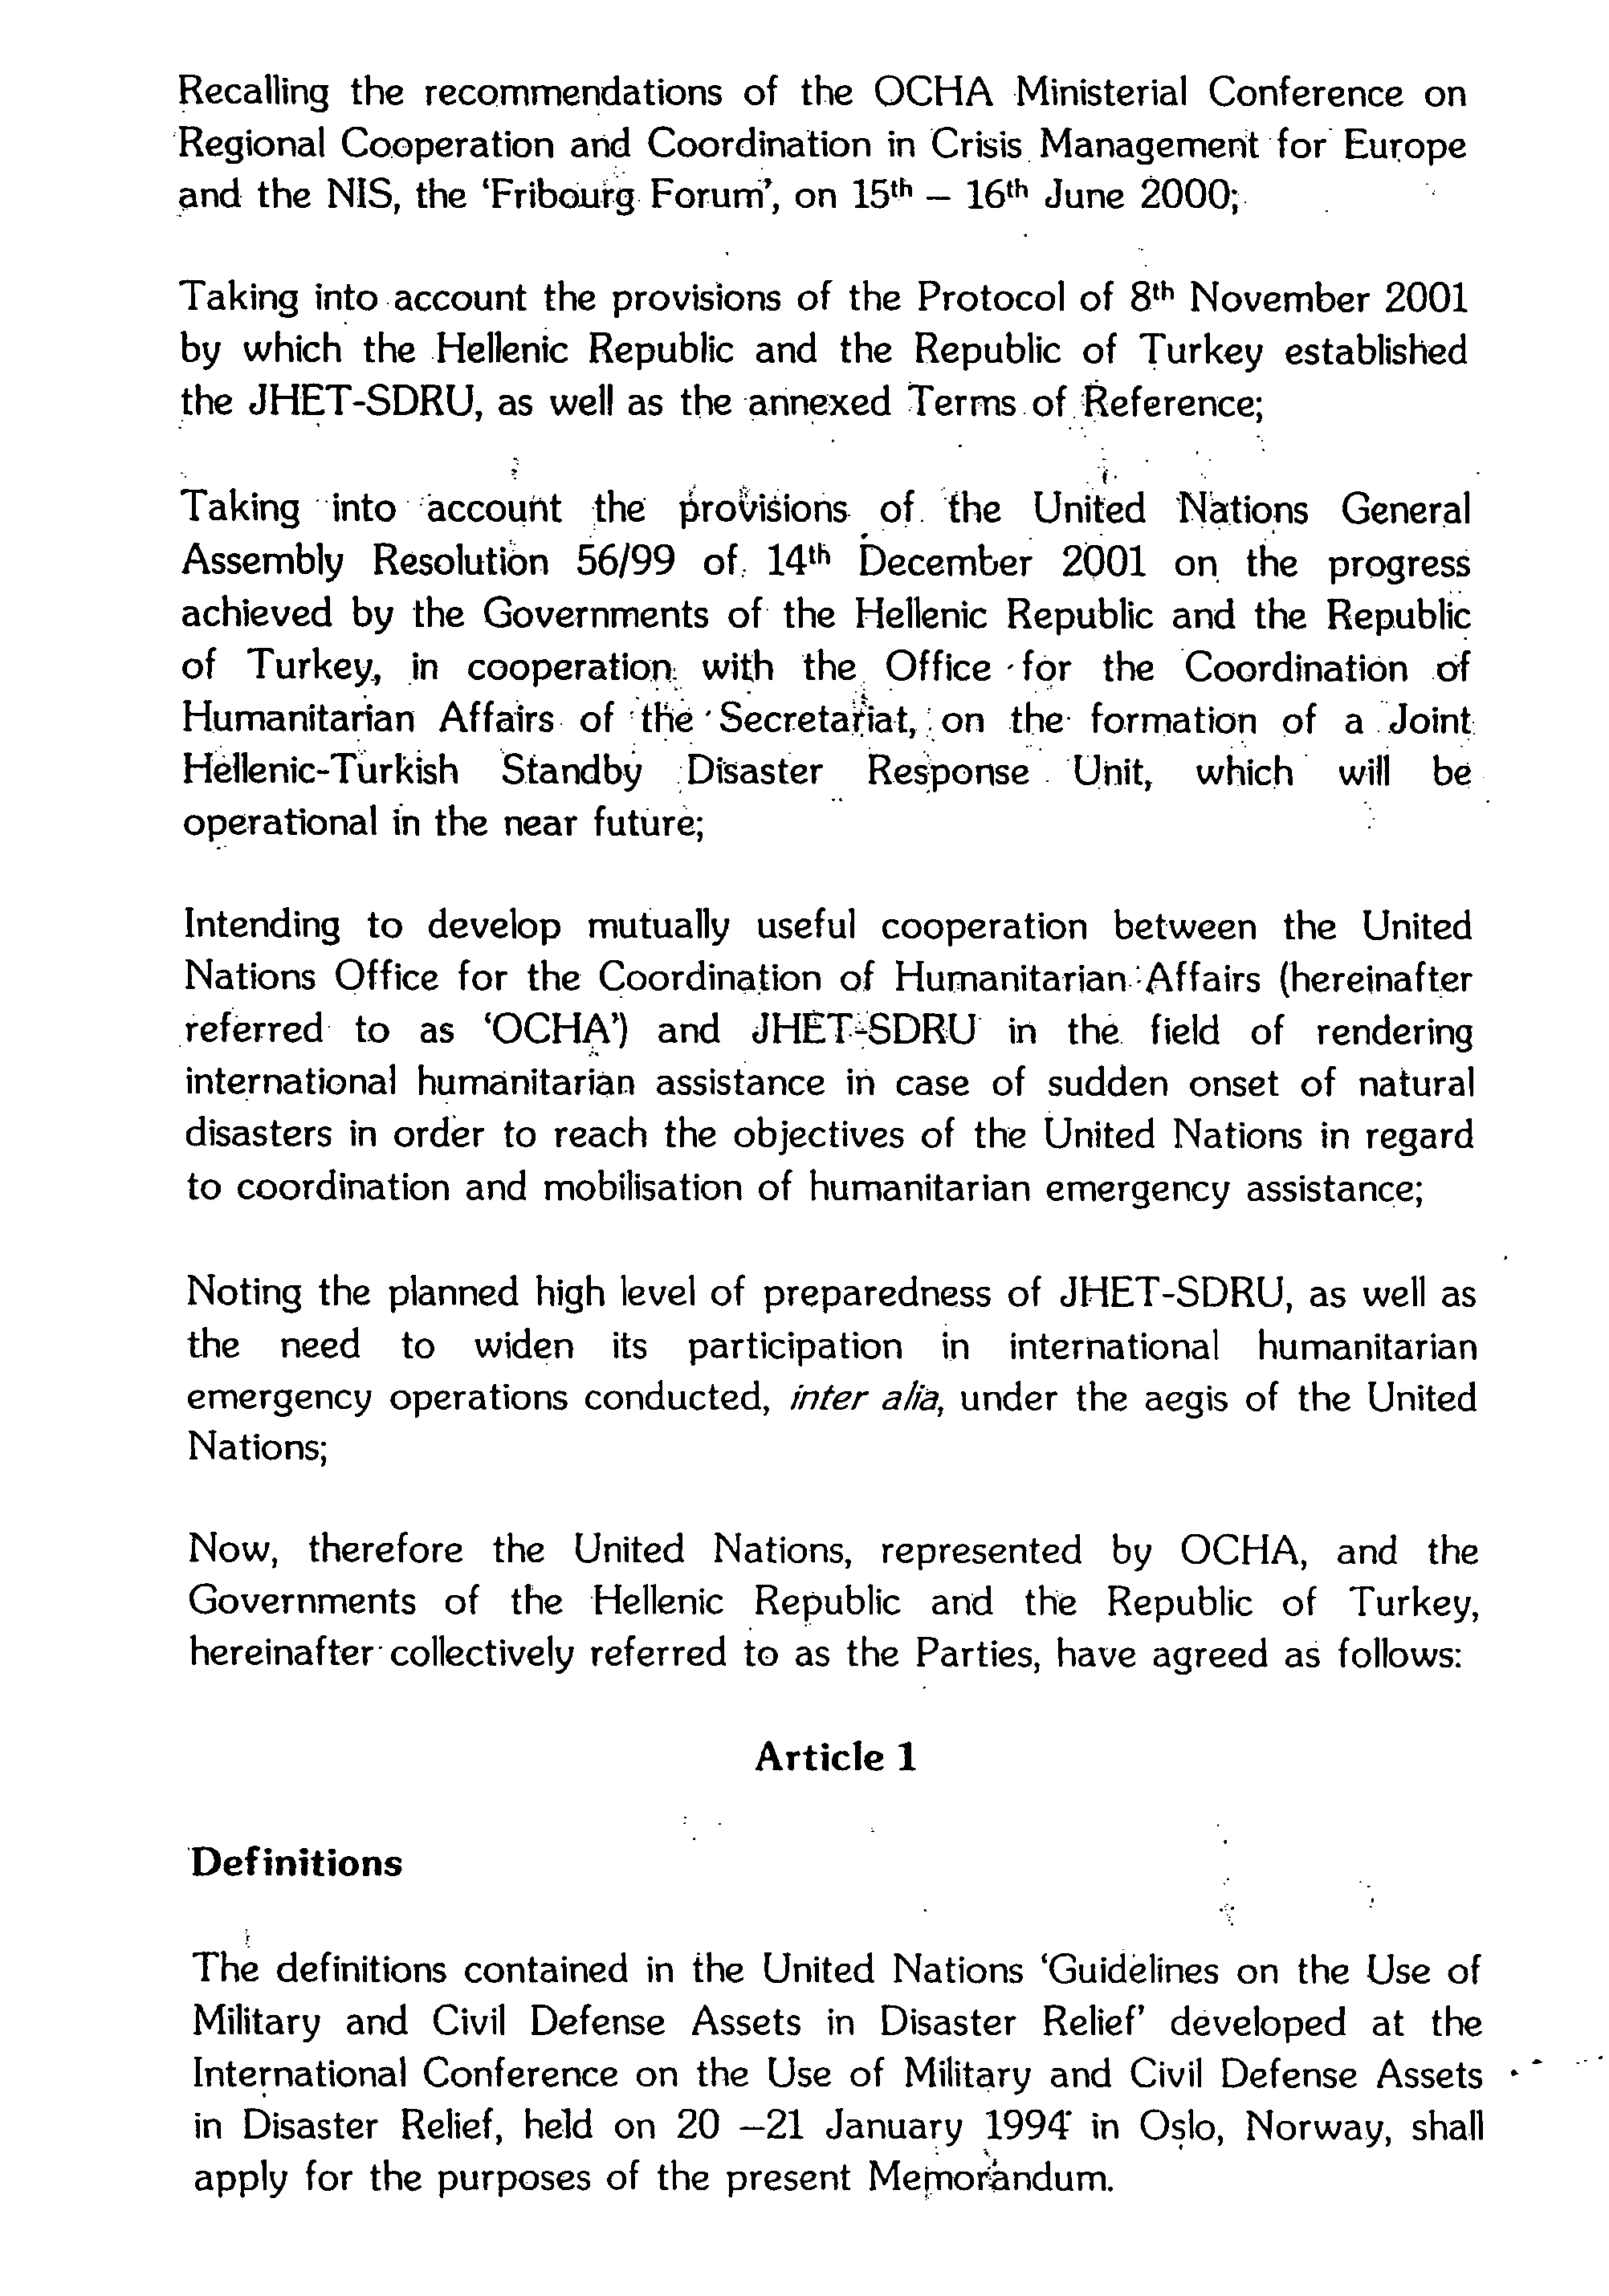 Recalling the recommendations of the OCHA Ministerial Conference on
Regional Cooperation and Coordination in Crisis Management for Europe
and the NIS, the ‘Fribourg Forum’, on 15th – 16th June 2000;
Taking into account the provisions of the Protocol of 8th November 2001
by which the Hellenic Republic and the Republic of Turkey established
the JHET-SDRU, as well as the annexed Terms of Reference;
Taking into account the provisions of the United Nations General
Assembly Resolution 56/99 of 14th December 2001 on the progress
achieved by the Governments of the Hellenic Republic and the Republic
of Turkey, in cooperation with the Office for the Coordination of
Humanitarian Affairs of the Secretariat, on the formation of a Joint
Hellenic-Turkish Standby Disaster Response Unit, which will be
operational in the near future;
Intending to develop mutually useful cooperation between the United
Nations Office for the Coordination of Humanitarian Affairs (hereinafter
referred to as ‘OCHA’) and JHET-SDRU in the field of rendering
international humanitarian assistance in case of sudden onset of natural
disasters in order to reach the objectives of the United Nations in regard
to coordination and mobilisation of humanitarian emergency assistance;
Noting the planned high level of preparedness of JHET-SDRU, as well as
the need to widen its participation in international humanitarian
emergency operations conducted, inter alia, under the aegis of the United
Nations;
Now, therefore the United Nations, represented by OCHA, and the
Governments of the Hellenic Republic and the Republic of Turkey,
hereinafter collectively referred to as the Parties, have agreed as follows:
Article 1
Definitions
The definitions contained in the United Nations ‘Guidelines on the Use of
Military and Civil Defense Assets in Disaster Relief’ developed at the
International Conference on the Use of Military and Civil Defense Assets
in Disaster Relief, held on 20 –21 January 1994 in Oslo, Norway, shall
apply for the purposes of the present Memorandum.